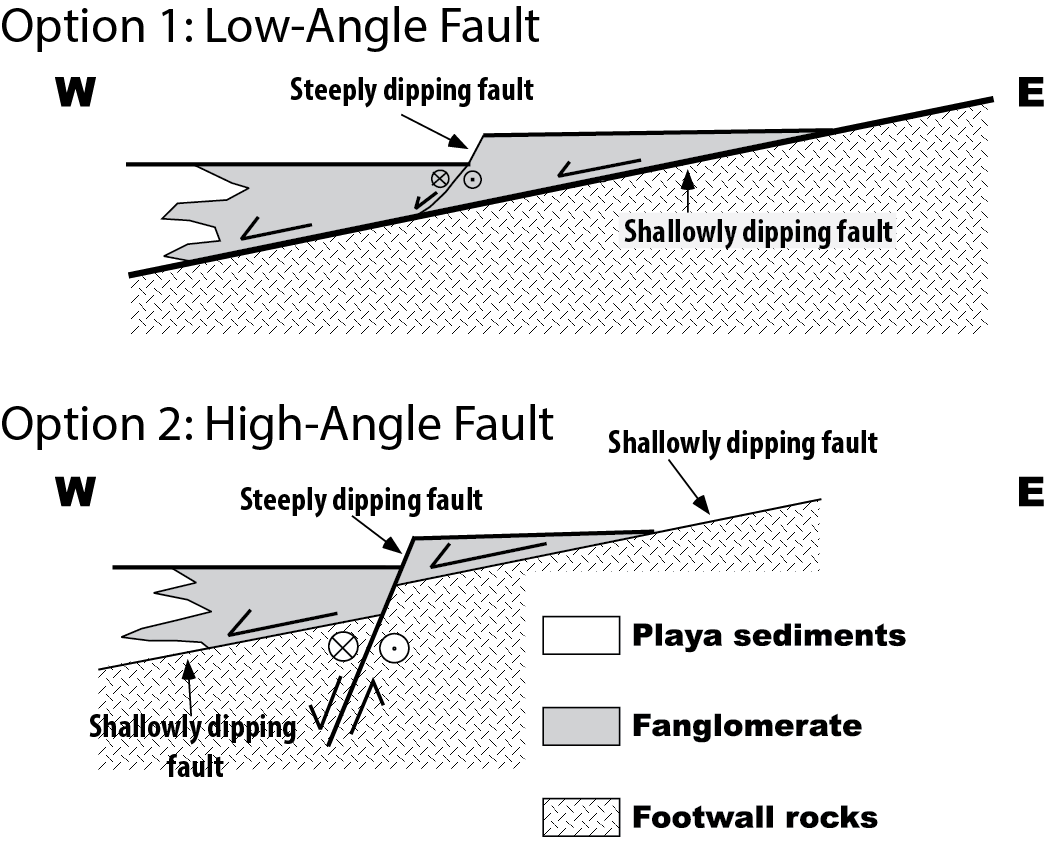 Option 1: Low-Angle Fault
W
Steeply dipping fault
E
Shallowly dipping fault
Option 2: High-Angle Fault
Shallowly dipping fault
W
Steeply dipping fault
E
Playa sediments
Shallowly dipping
fault
Fanglomerate
Footwall rocks